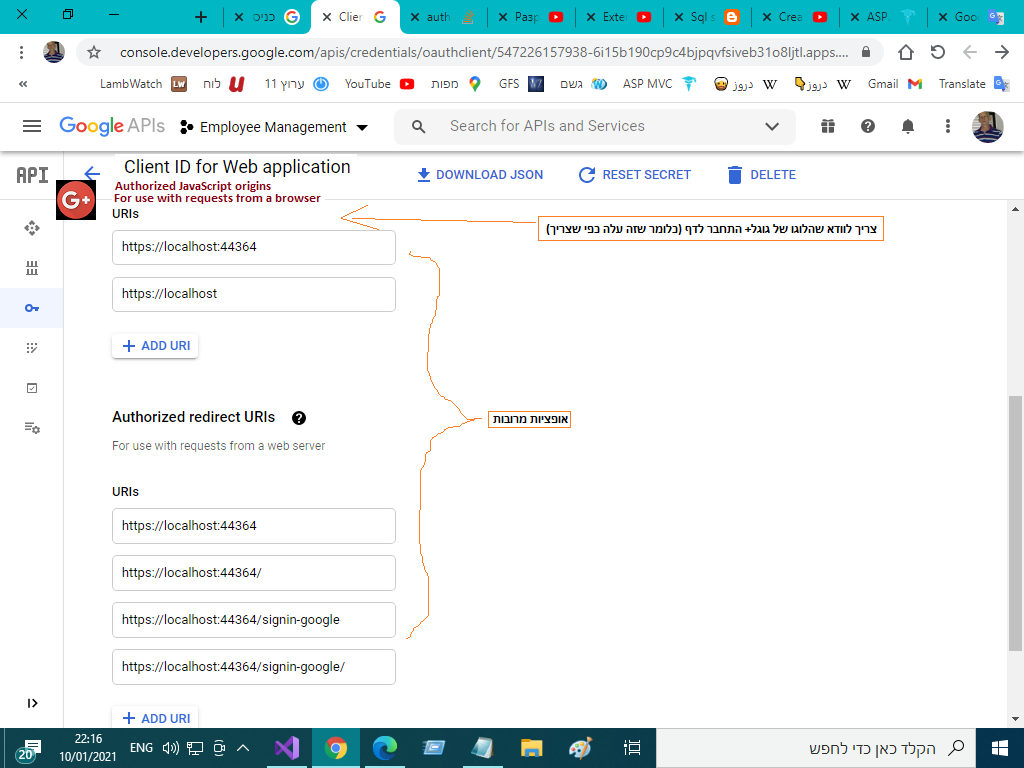 כניס
Clier
auth
Разр
Exte
Sql s
Crea
ASP.
Goo
console.developers.google.com/apis/credentials/oauthclient/547226157938-6i15b190cp9c4bjpqvfsiveb31o8ljtl.apps....
« LambWatch LW לוח ערוץ 11 YouTube מפות GFS גשם ASP MVC דרוז W דרוז W Gmail Translate
Google APIs Employee Management Search for APIs and Services
API Client ID for Web application DOWNLOAD JSON RESET SECRET DELETE
G+ Authorized JavaScript origins
For use with requests from a browser
URIs
צריך לוודא שהלוגו של גוגל+ התחבר לדף (כלומר שזה עלה כפי שצריך)
https://localhost:44364
https://localhost
ADD URI
Authorized redirect URIs
אופציות מרובות
For use with requests from a web server
URIs
https://localhost:44364
https://localhost:44364/
https://localhost:44364/signin-google
https://localhost:44364/signin-google/
ADD URI
20
22:16
10/01/2021
ENG
הקלד כאן כדי לחפש